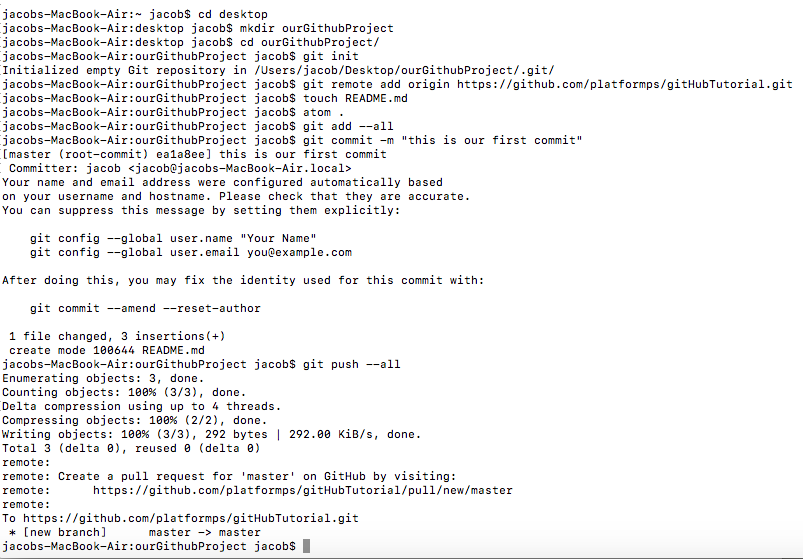 jacobs-MacBook-Air:~ jacob$ cd desktop
[jacobs-MacBook-Air:desktop jacob$ mkdir ourGithubProject
[jacobs-MacBook-Air:desktop jacob$ cd ourGithubProject/
[jacobs-MacBook-Air:ourGithubProject jacob$ git init
Initialized empty Git repository in /Users/jacob/Desktop/ourGithubProject/.git/
jacobs-MacBook-Air:ourGithubProject jacob$ git remote add origin https://github.com/platformps/gitHubTutorial.git
[jacobs-MacBook-Air:ourGithubProject jacob$ touch README.md
[jacobs-MacBook-Air:ourGithubProject jacob$ atom .
[jacobs-MacBook-Air:ourGithubProject jacob$ git add --all
[jacobs-MacBook-Air:ourGithubProject jacob$ git commit -m "this is our first commit"
[master (root-commit) ea1a8ee] this is our first commit
 Committer: jacob <jacob@jacobs-MacBook-Air.local>
Your name and email address were configured automatically based
on your username and hostname. Please check that they are accurate.
You can suppress this message by setting them explicitly:

    git config --global user.name "Your Name"
    git config --global user.email you@example.com

After doing this, you may fix the identity used for this commit with:

    git commit --amend --reset-author

 1 file changed, 3 insertions(+)
 create mode 100644 README.md
jacobs-MacBook-Air:ourGithubProject jacob$ git push --all
Enumerating objects: 3, done.
Counting objects: 100% (3/3), done.
Delta compression using up to 4 threads.
Compressing objects: 100% (2/2), done.
Writing objects: 100% (3/3), 292 bytes | 292.00 KiB/s, done.
Total 3 (delta 0), reused 0 (delta 0)
remote:
remote: Create a pull request for 'master' on GitHub by visiting:
remote:      https://github.com/platformps/gitHubTutorial/pull/new/master
remote:
To https://github.com/platformps/gitHubTutorial.git
 * [new branch]      master -> master
jacobs-MacBook-Air:ourGithubProject jacob$